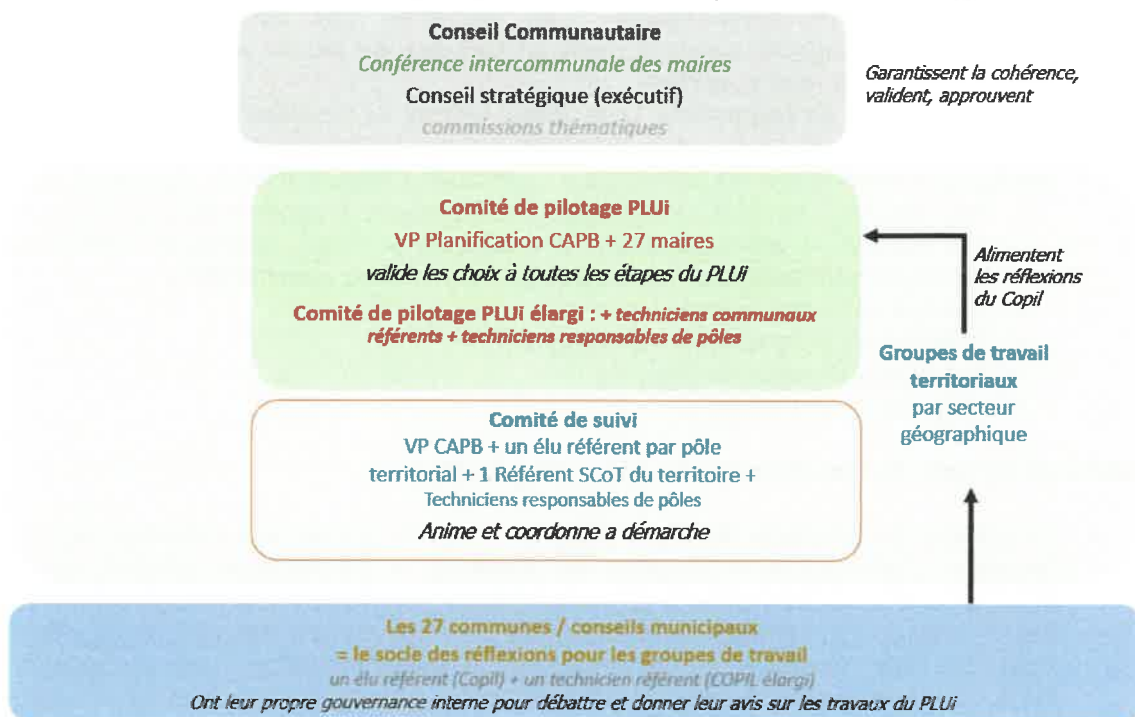 Conseil Communautaire
Conférence intercommunale des maires
Conseil stratégique (exécutif)
commissions thématiques
Garantissent la cohérence,
valident, approuvent
Comité de pilotage PLUi
VP Planification CAPB + 27 maires
valide les choix à toutes les étapes du PLUi
Comité de pilotage PLUi élargi : + techniciens communaux
référents + techniciens responsables de pôles
Alimentent
les réflexions
du Copil
Groupes de travail
territoriaux
par secteur
géographique
Comité de suivi
VP CAPB + un élu référent par pôle
territorial + 1 Référent SCoT du territoire +
Techniciens responsables de pôles
Anime et coordonne a démarche
Les 27 communes / conseils municipaux
= le socle des réflexions pour les groupes de travail
un élu référent (Copil) + un technicien référent (COPIL élargi)
Ont leur propre gouvernance interne pour débattre et donner leur avis sur les travaux du PLUi